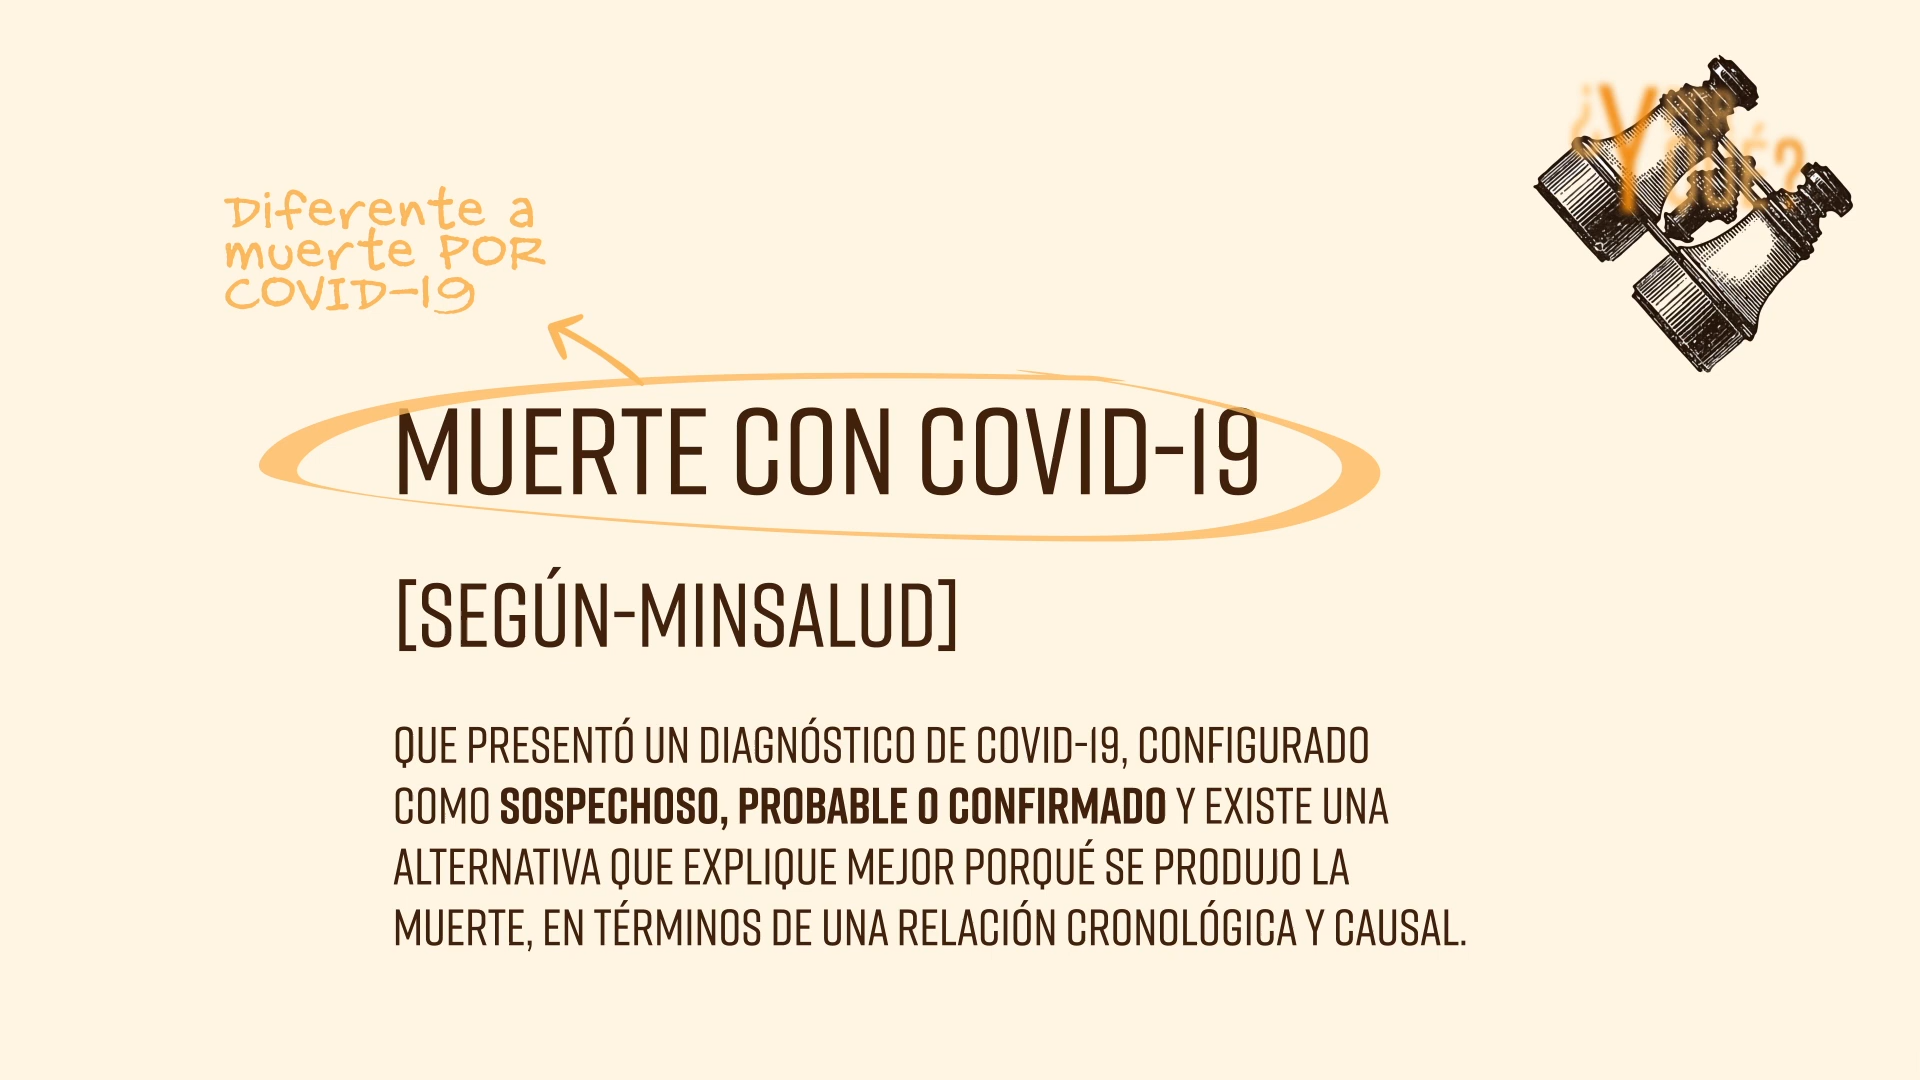 ¿Y POR
QUÉ?
Diferente a
muerte POR
COVID-19
MUERTE CON COVID-19
[SEGÚN-MINSALUD]
QUE PRESENTÓ UN DIAGNÓSTICO DE COVID-19, CONFIGURADO
COMO SOSPECHOSO, PROBABLE O CONFIRMADO Y EXISTE UNA
ALTERNATIVA QUE EXPLIQUE MEJOR PORQUÉ SE PRODUJO LA
MUERTE, EN TÉRMINOS DE UNA RELACIÓN CRONOLÓGICA Y CAUSAL.